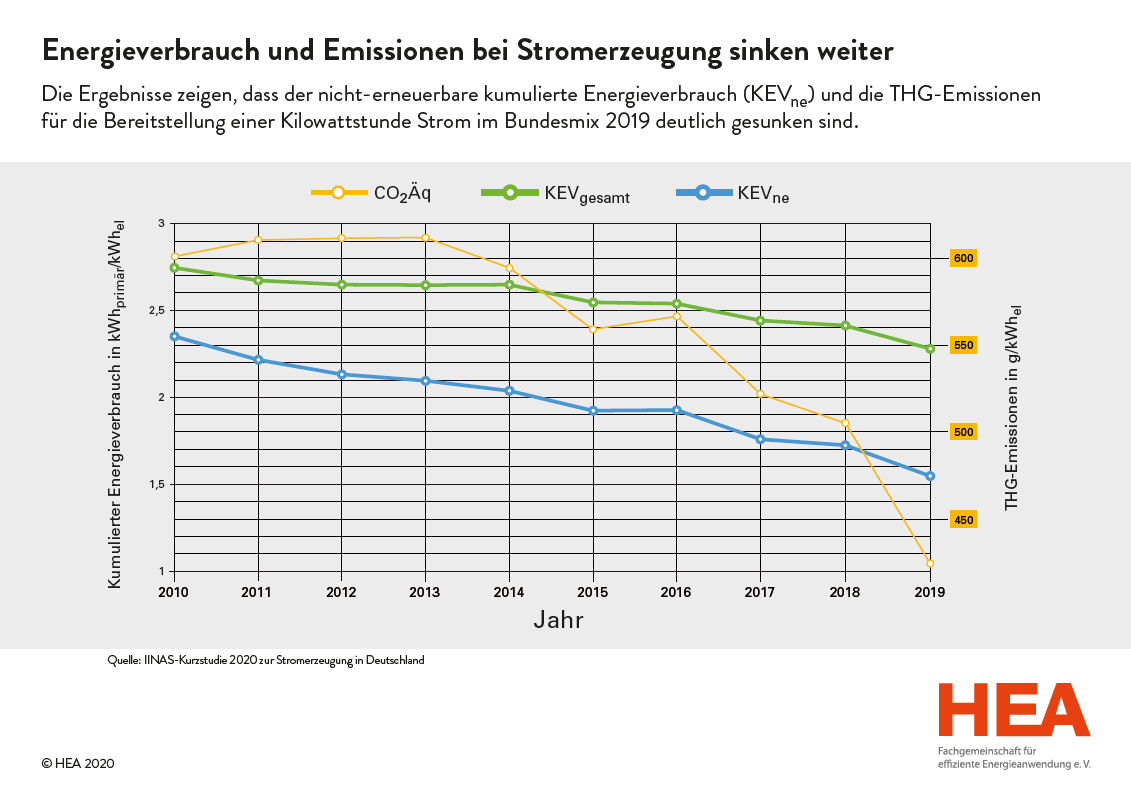 Energieverbrauch und Emissionen bei Stromerzeugung sinken weiter
Die Ergebnisse zeigen, dass der nicht-erneuerbare kumulierte Energieverbrauch (KEVne) und die THG-Emissionen
für die Bereitstellung einer Kilowattstunde Strom im Bundesmix 2019 deutlich gesunken sind.
CO2Äq
KEVgesamt
KEVne
Kumulierter Energieverbrauch in kWhprimär/kWhel
3
2,5
2
1,5
1
600
550
500
450
THG-Emissionen in g/kWhel
2010 2011 2012 2013 2014 2015 2016 2017 2018 2019
Jahr
Quelle: IINAS-Kurzstudie 2020 zur Stromerzeugung in Deutschland
HEA
Fachgemeinschaft für
effiziente Energieanwendung e. V.
© HEA 2020